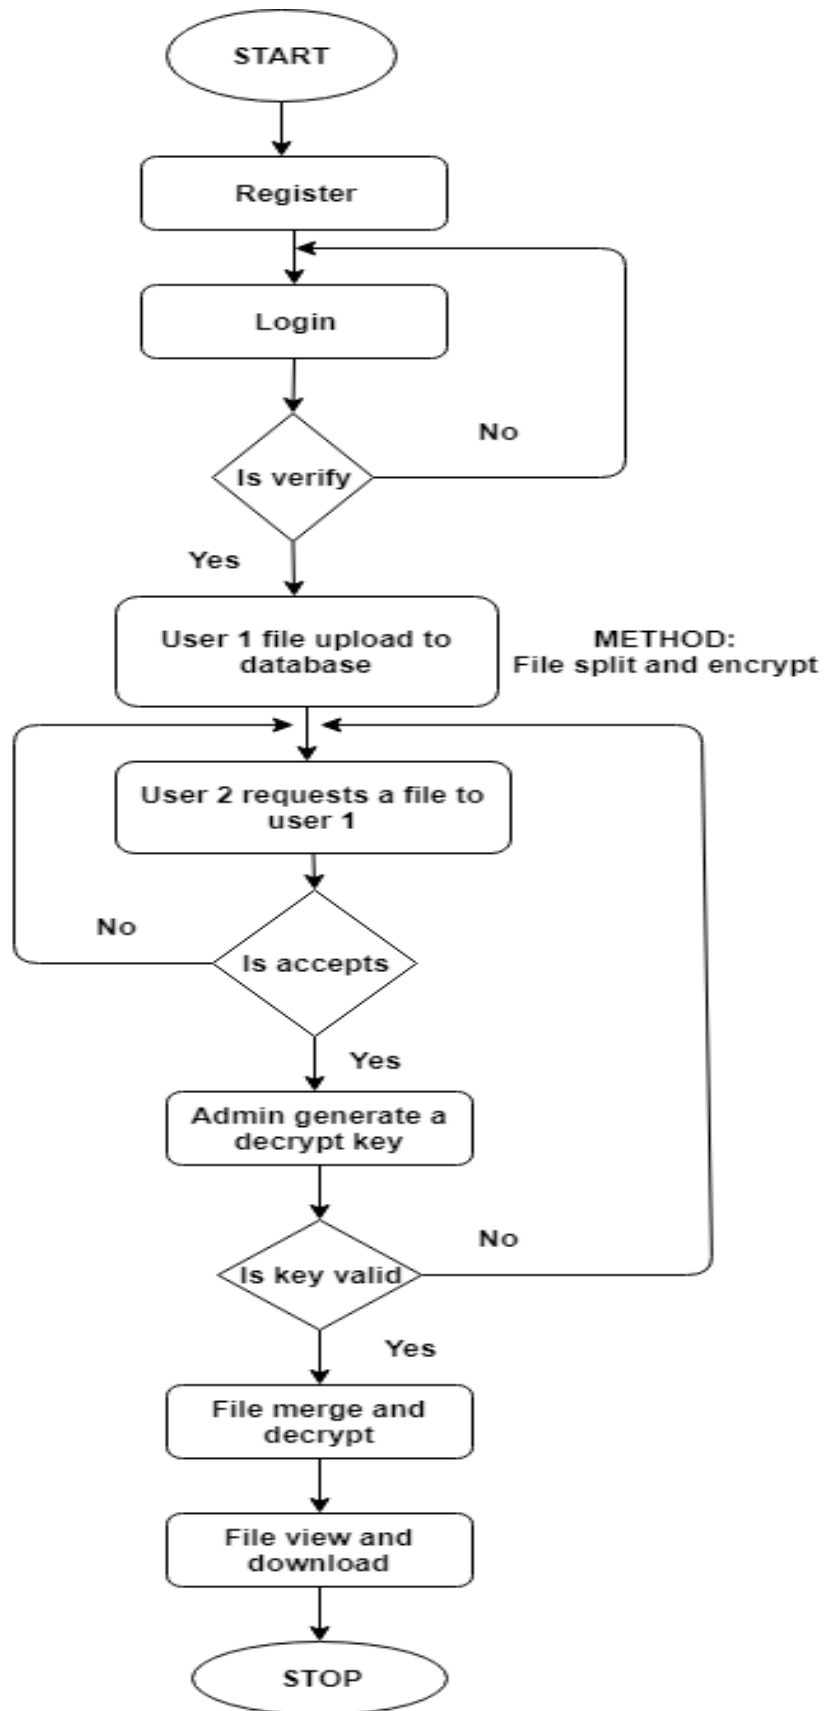 START
Register
Login
No
Is verify
Yes
User 1 file upload to
database
METHOD:
File split and encrypt
User 2 requests a file to
user 1
No
Is accepts
Yes
Admin generate a
decrypt key
No
Is key valid
Yes
File merge and
decrypt
File view and
download
STOP